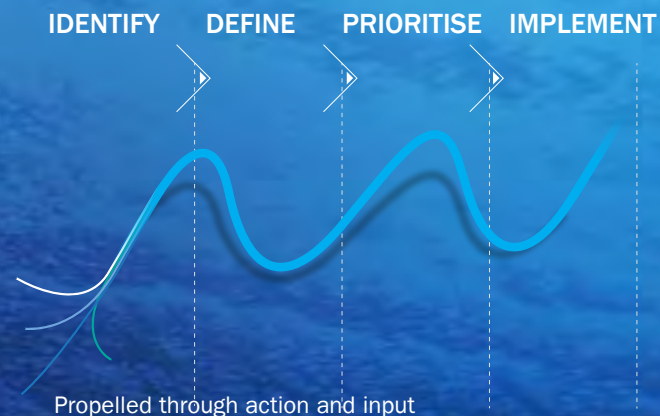 IDENTIFY DEFINE PRIORITISE IMPLEMENT
Propelled through action and input